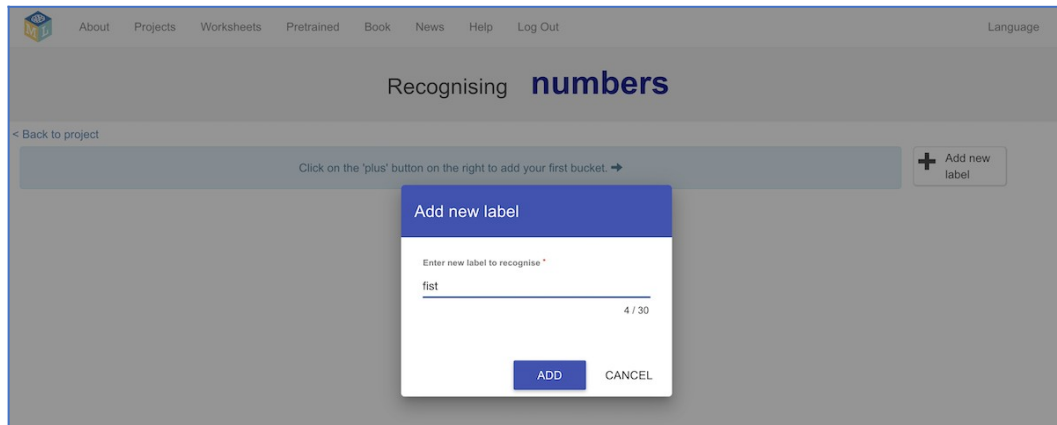 About Projects Worksheets Pretrained Book News Help Log Out Language
Recognising numbers
< Back to project
Click on the 'plus' button on the right to add your first bucket. ➔
Add new
label
Add new label
Enter new label to recognise *
fist
4 / 30
ADD CANCEL